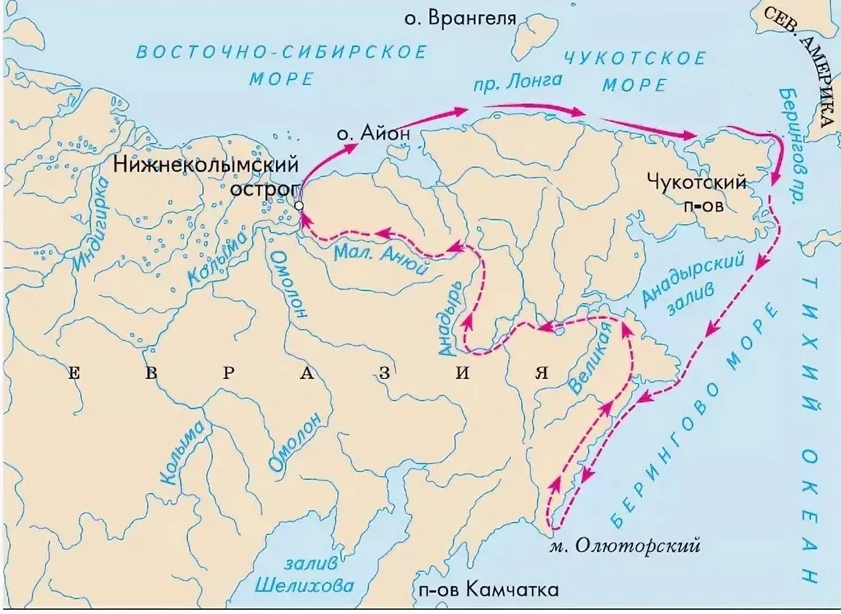 о. Врангеля
СЕВ. АМЕРИКА
ВОСТОЧНО-СИБИРСКОЕ
МОРЕ
ЧУКОТСКОЕ
МОРЕ
пр. Лонга
Берингов пр.
о. Айон
Нижнеколымский
острог
Чукотский
п-ов
Индигирка
Колыма
Омолон
Мал. Анюй
Анадырь
Анадырский
залив
Великая
ЕВРАЗИЯ
БЕРИНГОВО МОРЕ
ТИХИЙ ОКЕАН
Колыма
Омолон
м. Олюторский
залив
Шелихова
п-ов Камчатка